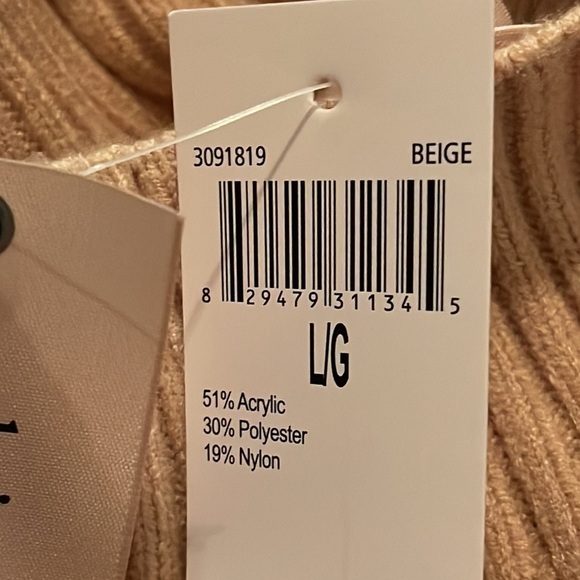 3091819 BEIGE
8 29479 31134 5
L/G
51% Acrylic
30% Polyester
19% Nylon